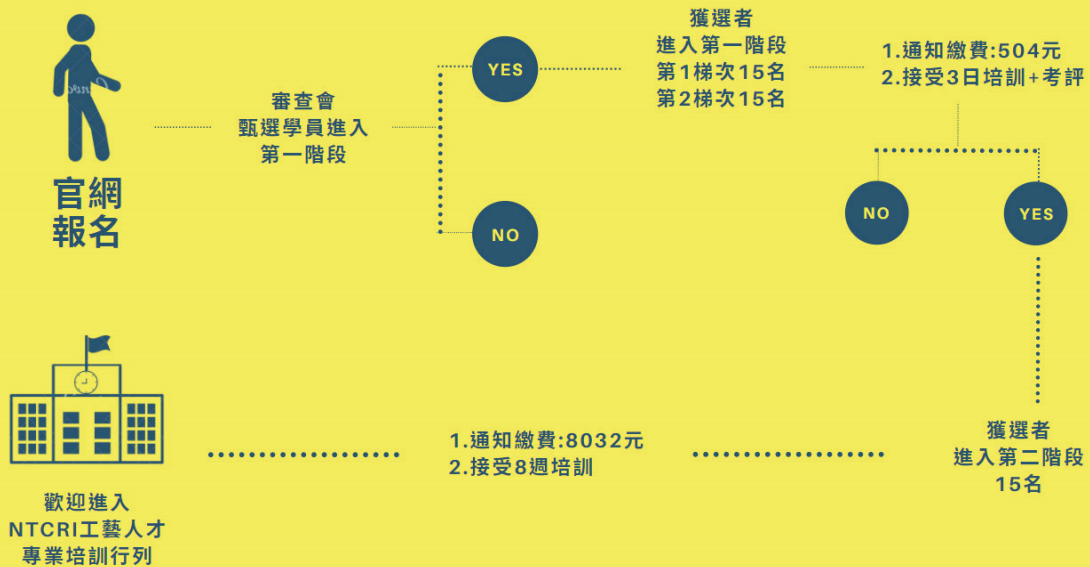 官網
報名
審查會
甄選學員進入
第一階段
YES
NO
獲選者
進入第一階段
第1梯次15名
第2梯次15名
1.通知繳費:504元
2.接受3日培訓+考評
NO
YES
獲選者
進入第二階段
15名
1.通知繳費:8032元
2.接受8週培訓
歡迎進入
NTCRI工藝人才
專業培訓行列